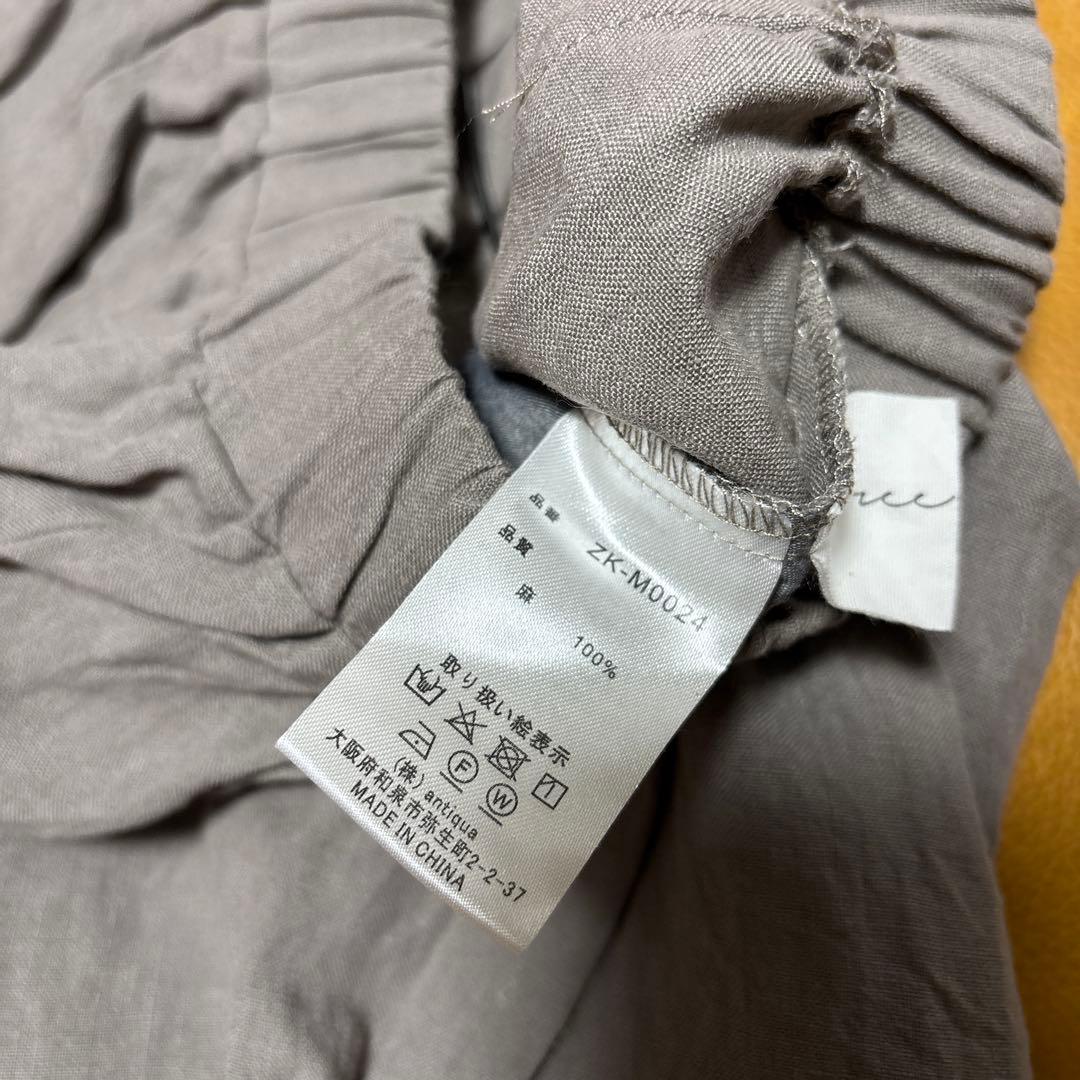 品番 ZK-M0024
品質
麻 100%
取り扱い絵表示
F W
(株) antiqua
大阪府和泉市弥生町2-2-37
MADE IN CHINA